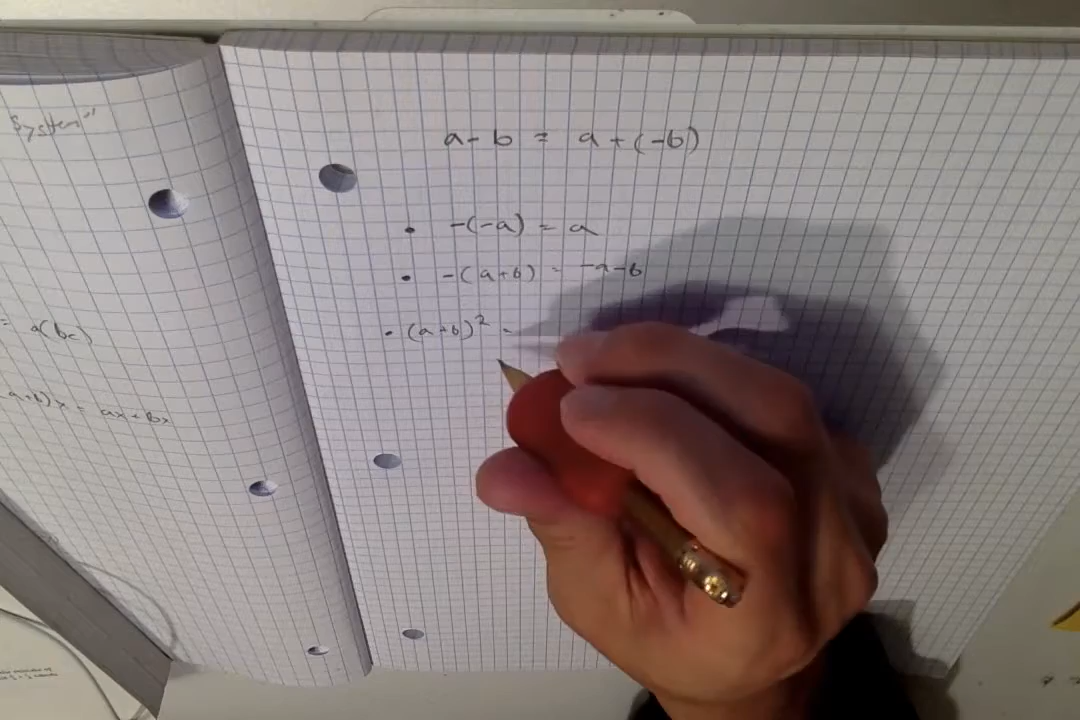 System"
= a(bc)
a+b)x = ax+bx
a-b = a+(-b)
• -(-a) = a
• -(a+b) = -a-b
• (a+b)² =